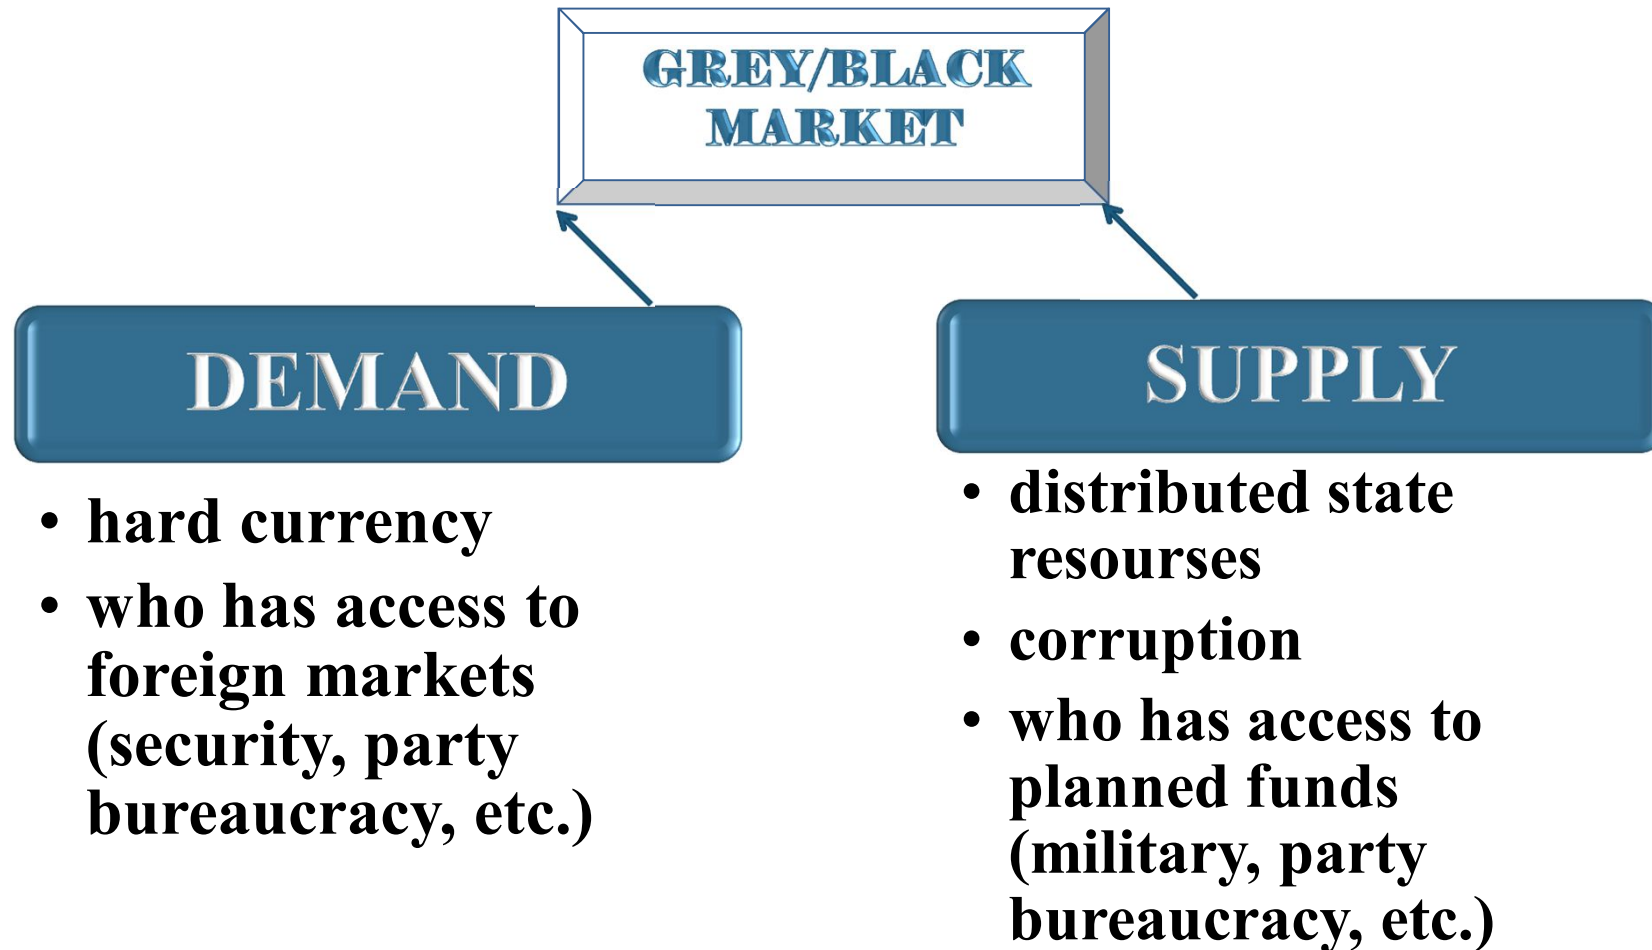 GREY/BLACK
MARKET
DEMAND
• hard currency
• who has access to
foreign markets
(security, party
bureaucracy, etc.)
SUPPLY
• distributed state
resourses
• corruption
• who has access to
planned funds
(military, party
bureaucracy, etc.)